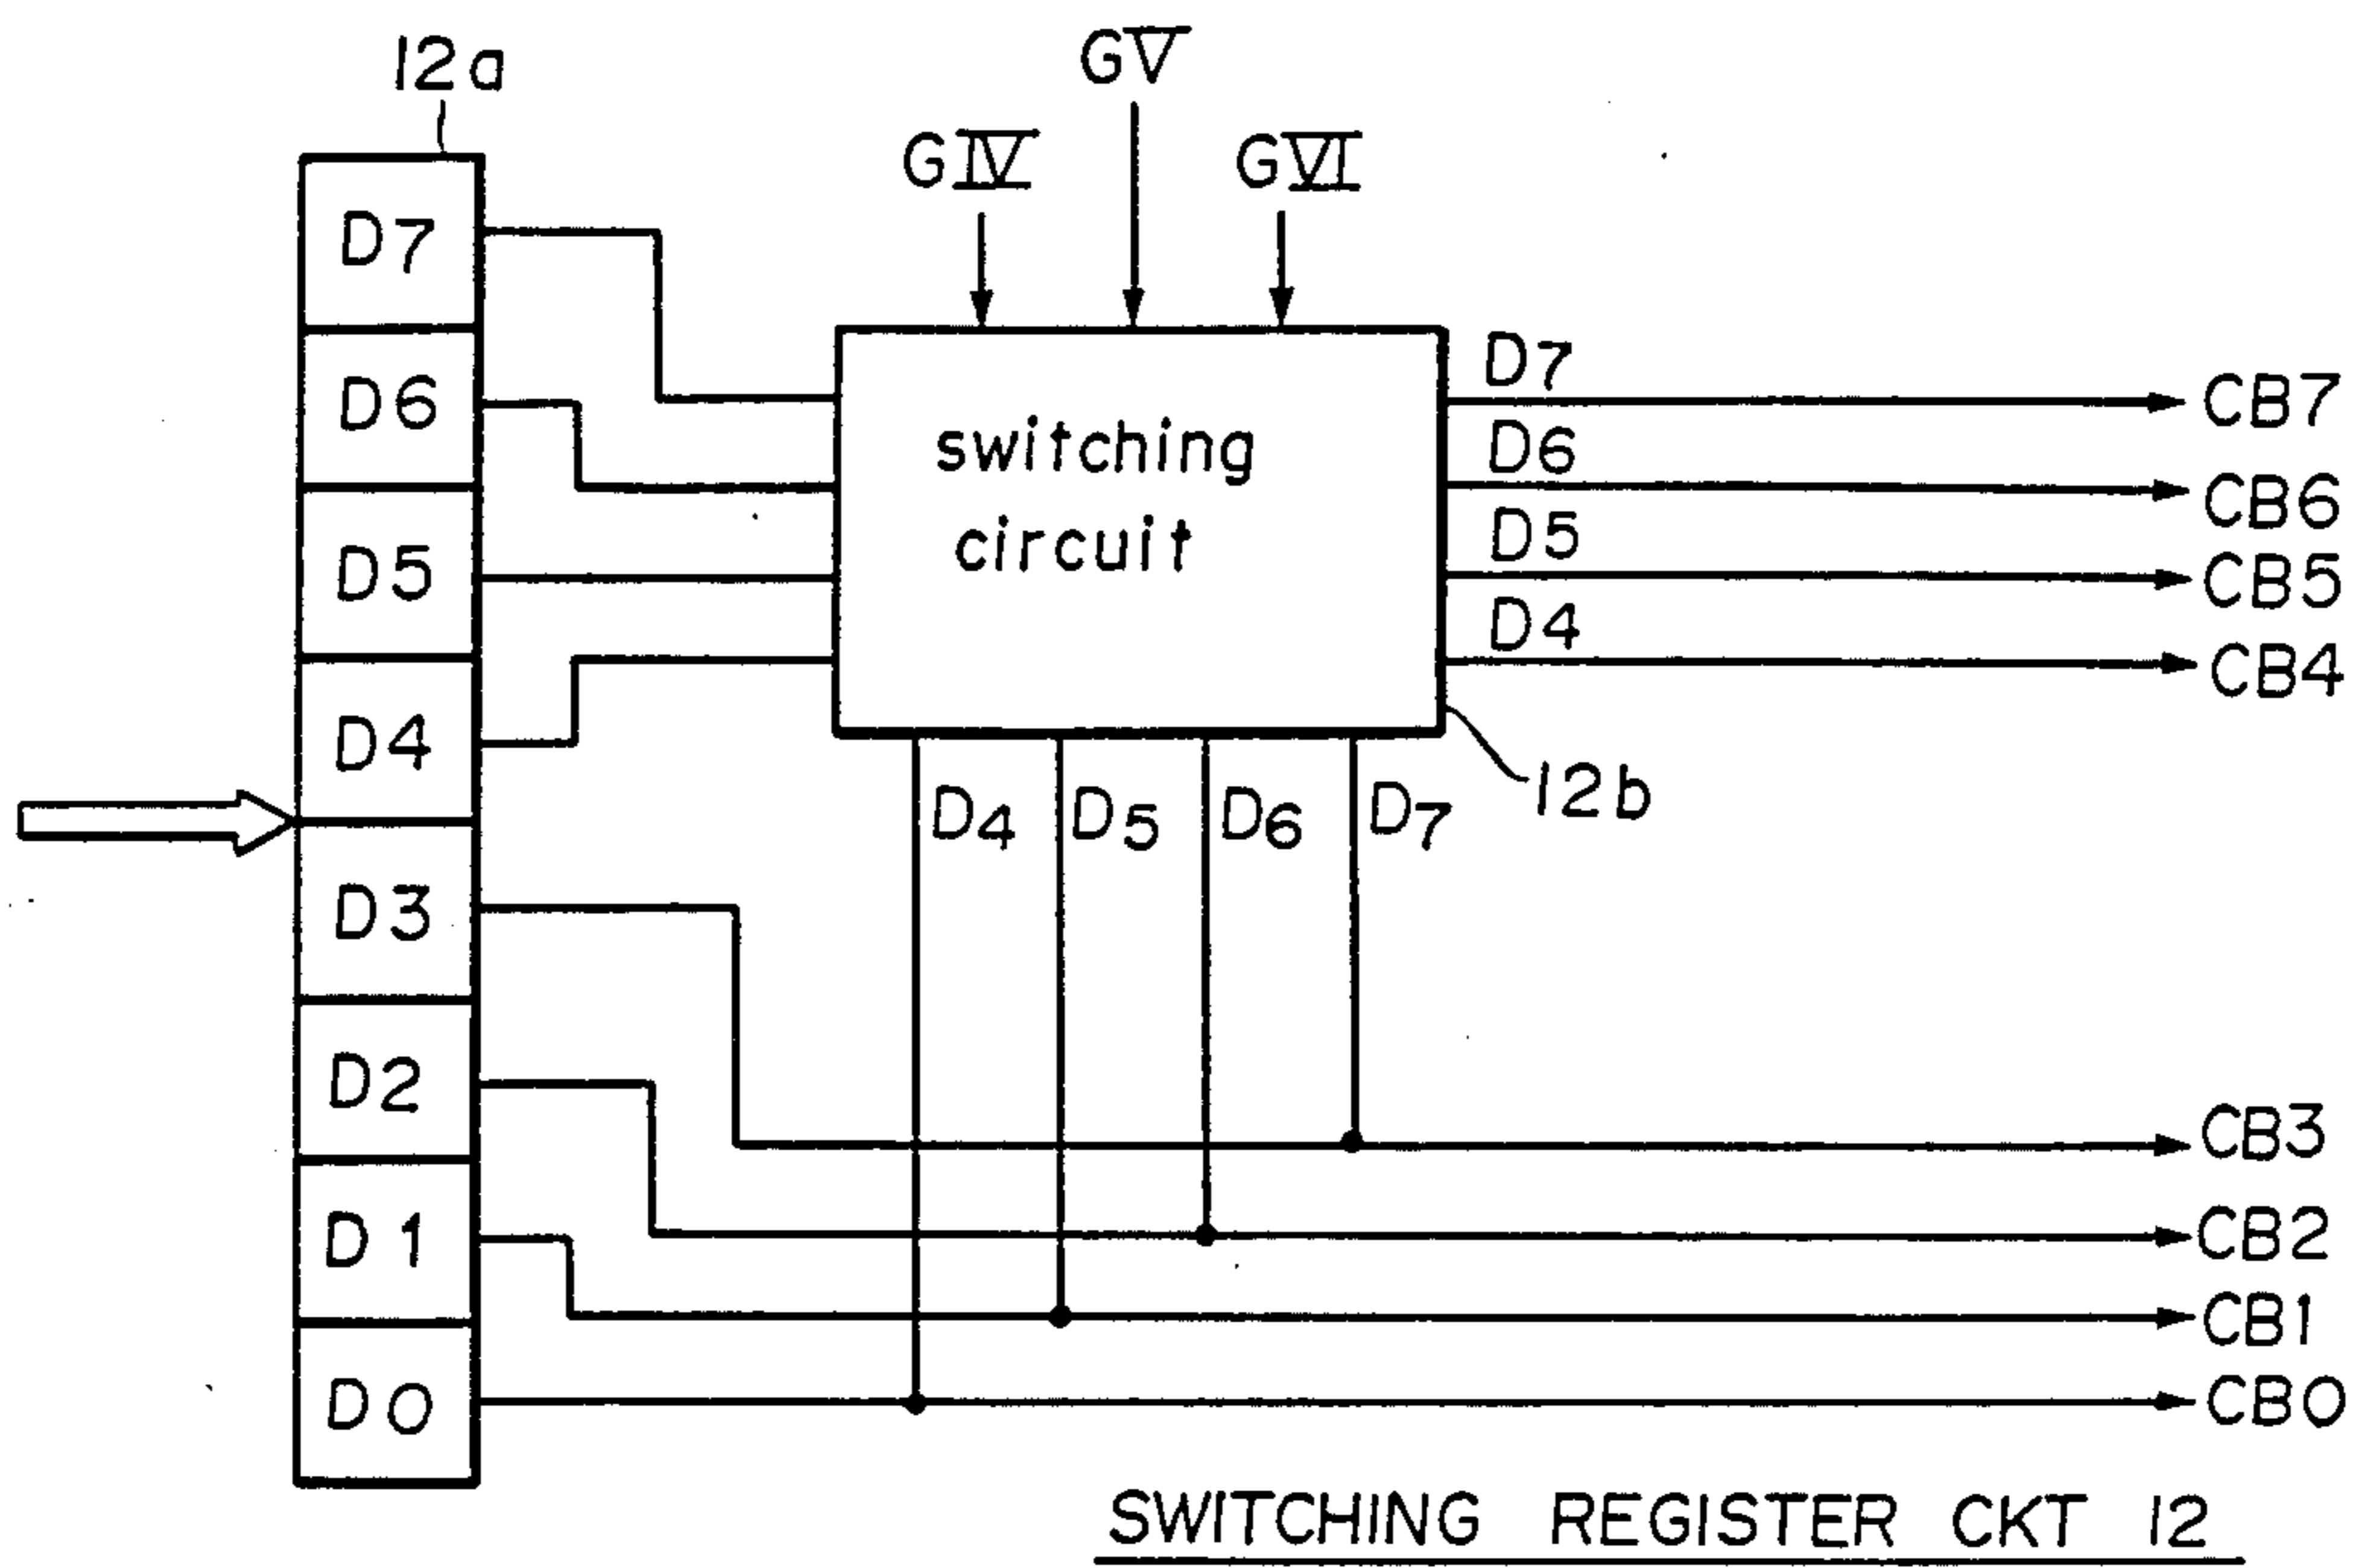 12a
GV
GIV
GVI
D7
D6
D5
D4
D3
D2
D1
D0
switching
circuit
D7
D6
D5
D4
CB7
CB6
CB5
CB4
12b
D4
D5
D6
D7
CB3
CB2
CB1
CB0
SWITCHING REGISTER CKT 12